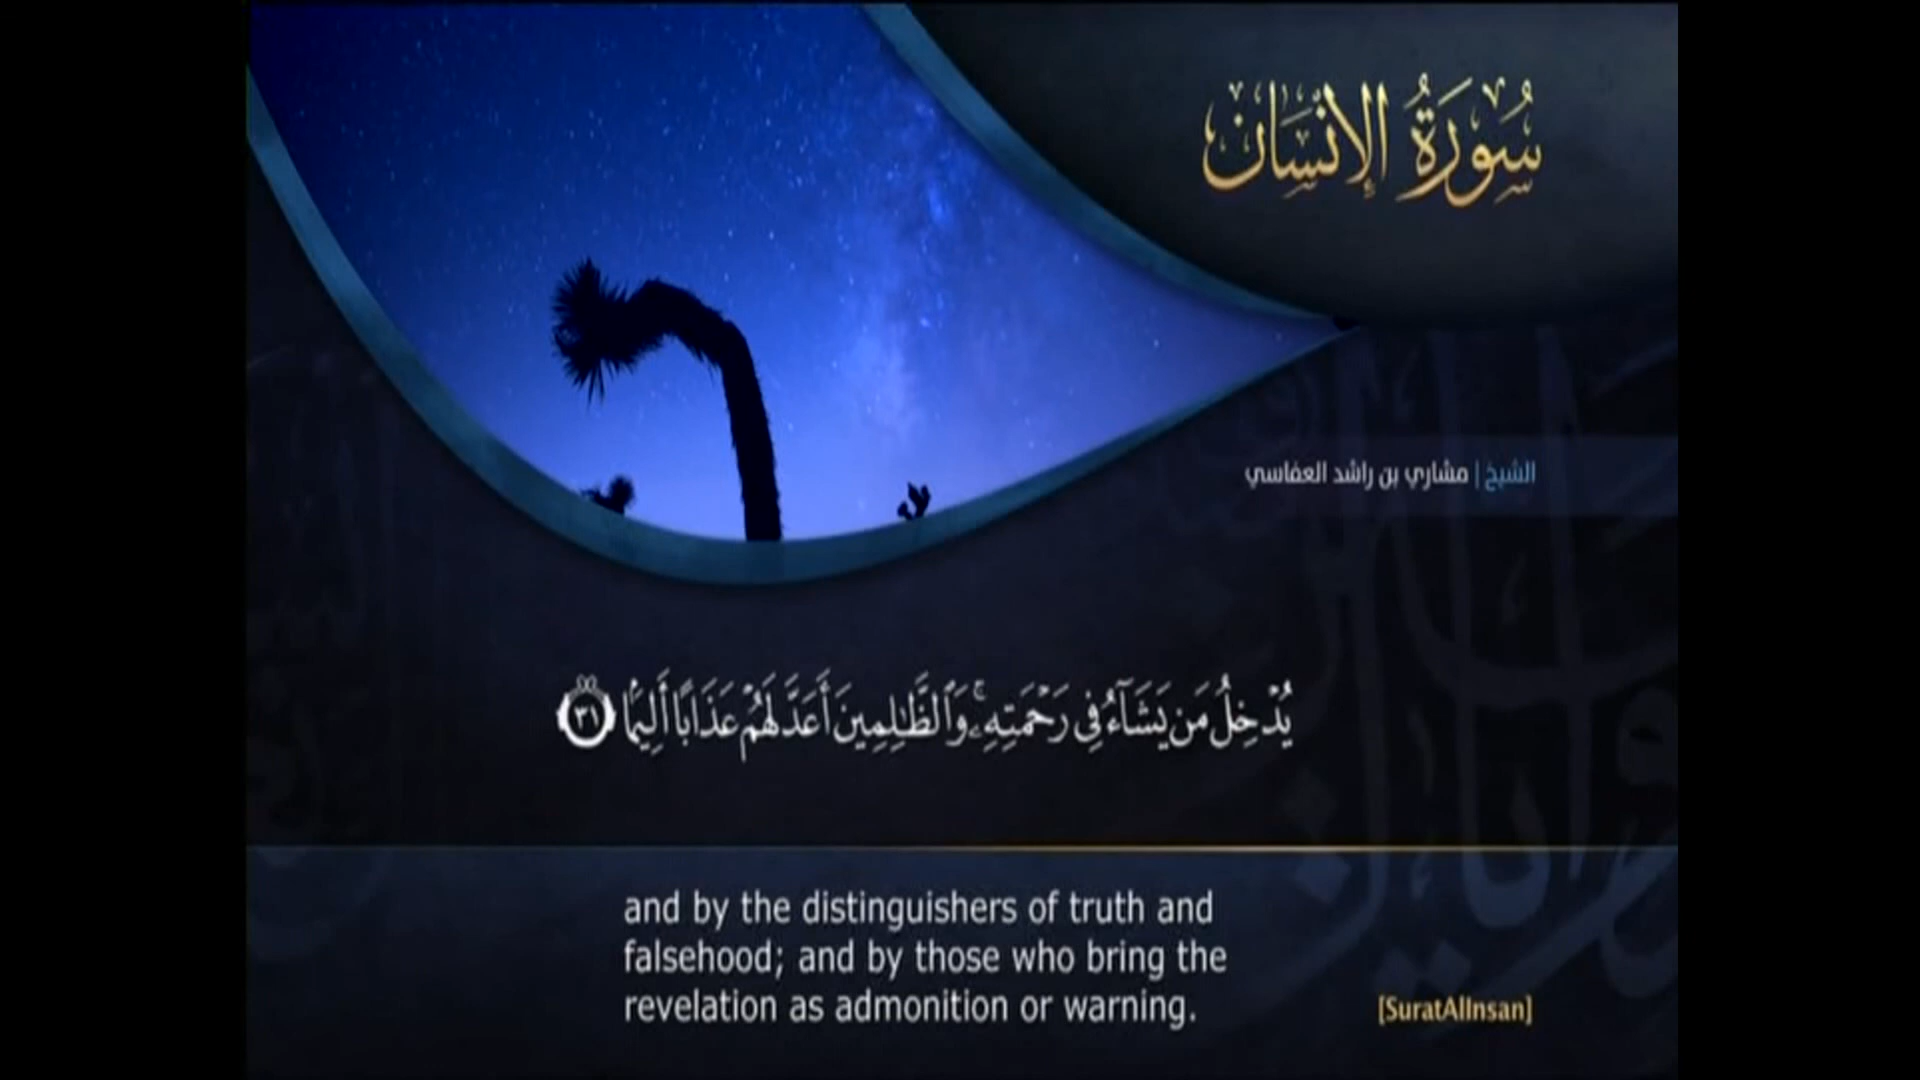 سُورَةُ الإِنْسَان
الشيخ | مشاري بن راشد العفاسي
يُدْخِلُ مَن يَشَآءُ فِى رَحْمَتِهِۦ ۚ وَٱلظَّـٰلِمِينَ أَعَدَّ لَهُمْ عَذَابًا أَلِيمًۢا ٣١
and by the distinguishers of truth and
falsehood; and by those who bring the
revelation as admonition or warning.
[SuratAlInsan]